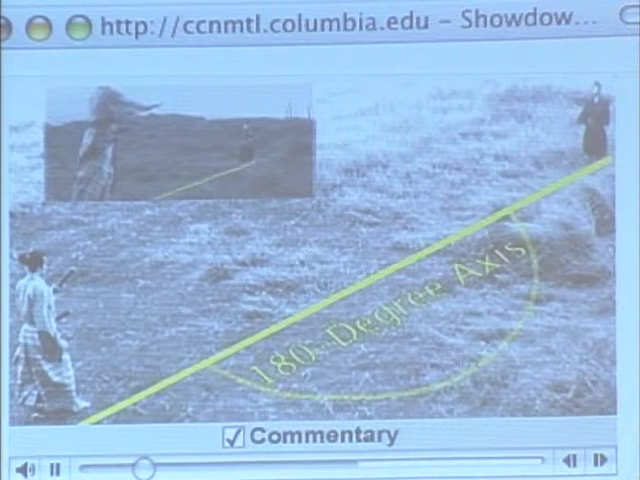 http://ccnmtl.columbia.edu – Showdow...
180-Degree Axis
Commentary